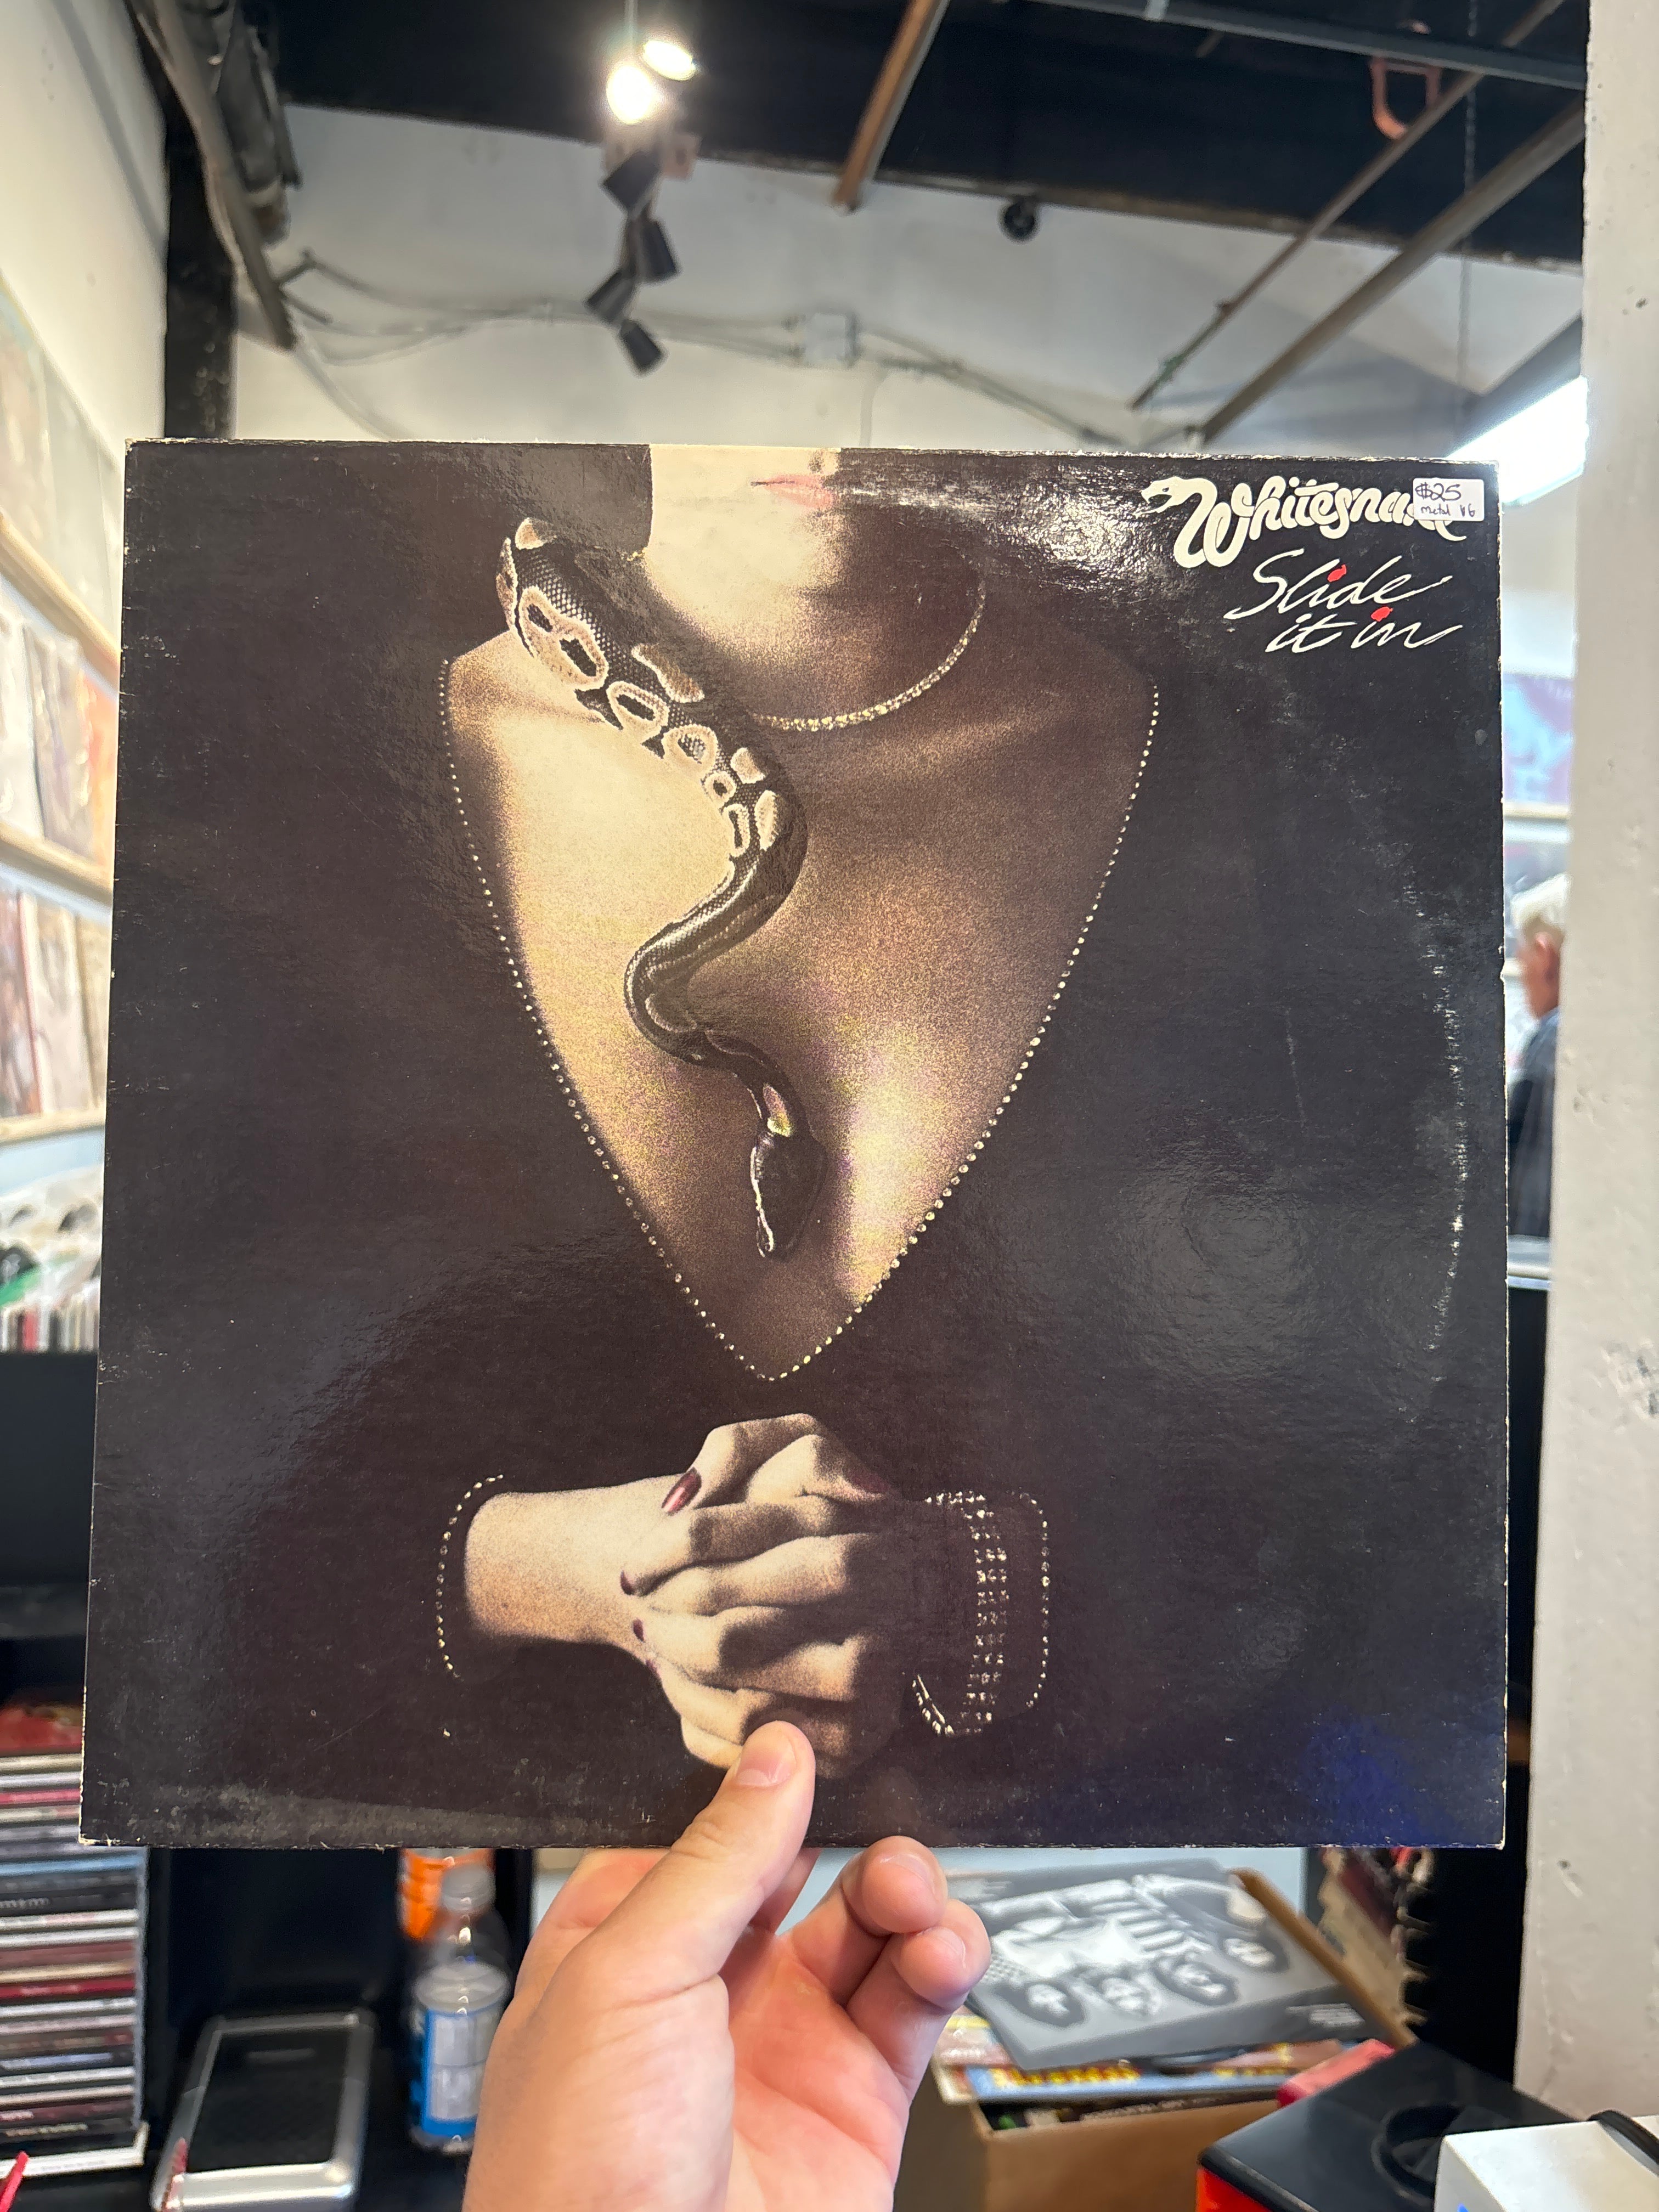 Whitesnake
$25
metal VG
Slide
it in